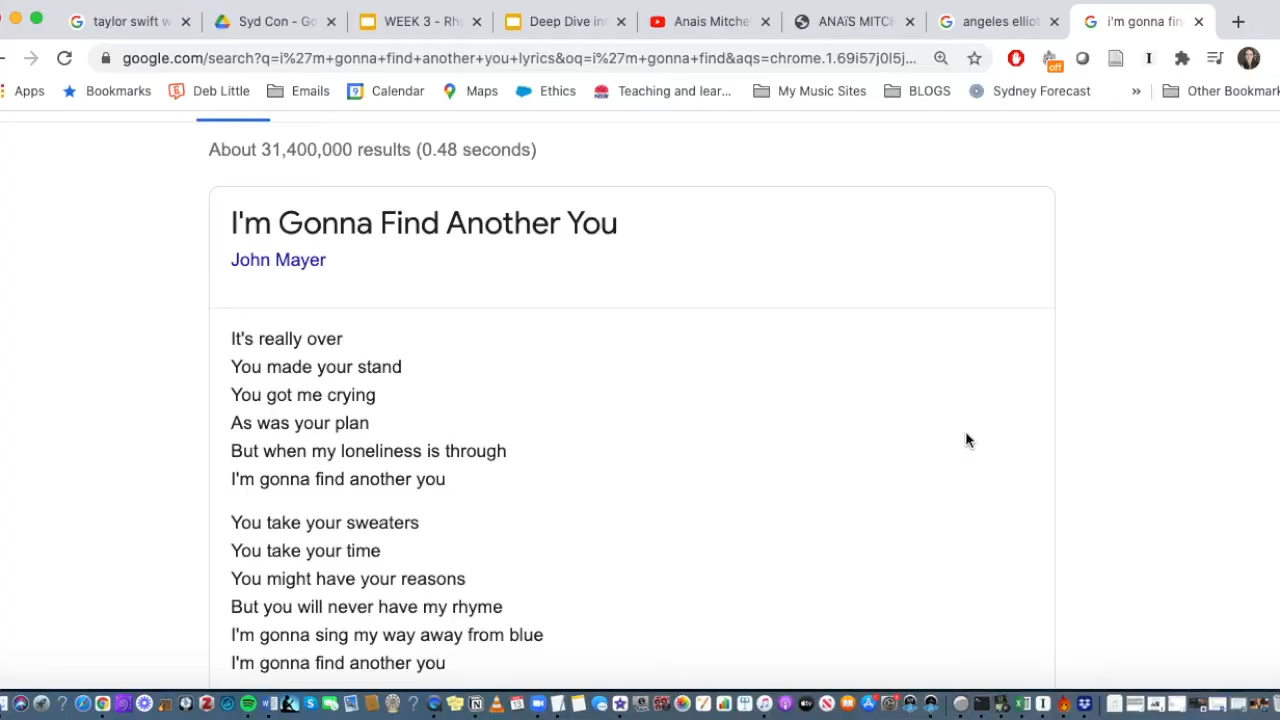 taylor swift w
Syd Con - Go
WEEK 3 - Rhy
Deep Dive in
Anais Mitche
ANAïS MITC
angeles elliot
i'm gonna fin
google.com/search?q=i%27m+gonna+find+another+you+lyrics&oq=i%27m+gonna+find&aqs=chrome.1.69i57j0l5j...
off
Apps
Bookmarks
Deb Little
Emails
Calendar
Maps
Ethics
Teaching and lear...
My Music Sites
BLOGS
Sydney Forecast
»
Other Bookmark
About 31,400,000 results (0.48 seconds)
I'm Gonna Find Another You
John Mayer
It's really over
You made your stand
You got me crying
As was your plan
But when my loneliness is through
I'm gonna find another you
You take your sweaters
You take your time
You might have your reasons
But you will never have my rhyme
I'm gonna sing my way away from blue
I'm gonna find another you